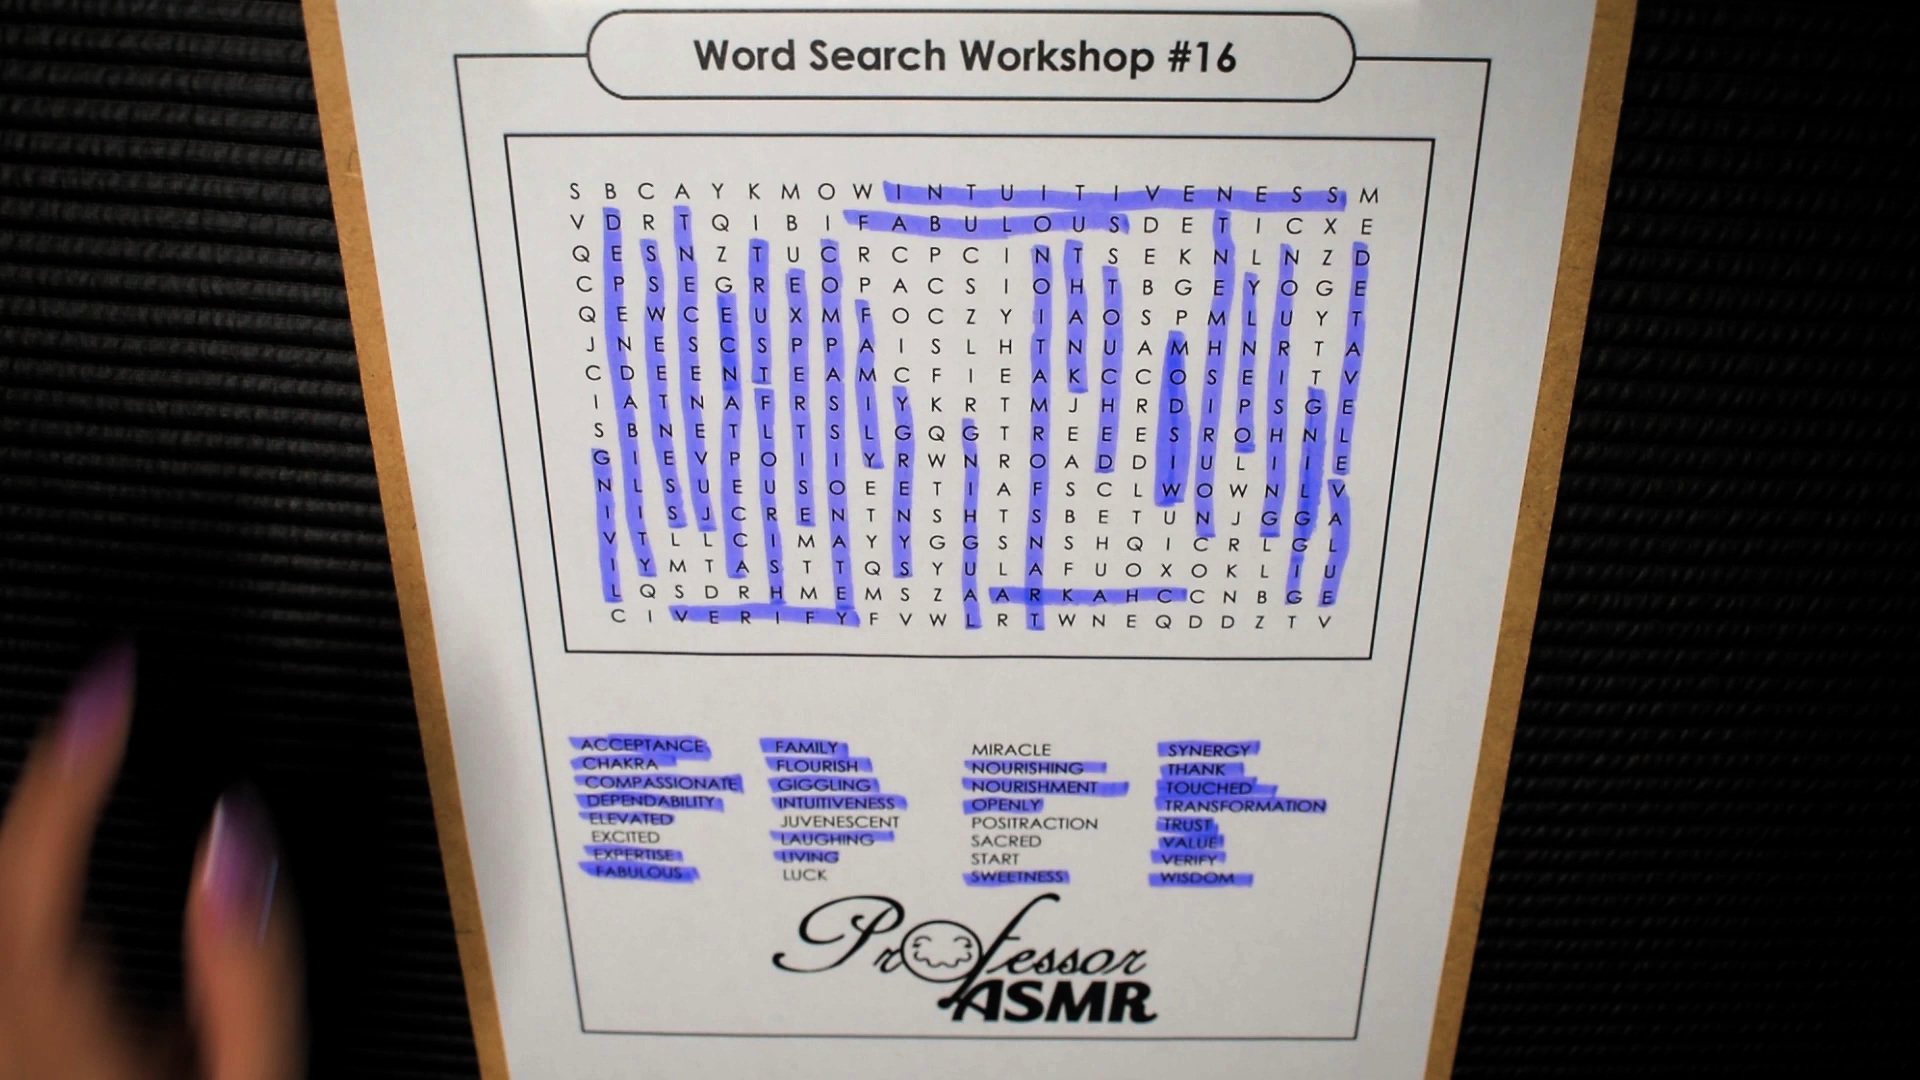 Word Search Workshop #16
S B C A Y K M O W I N T U I T I V E N E S S M
V D R T Q I B I F A B U L O U S D E T I C X E
Q E S N Z T U C R C P C I N T S E K N L N Z D
C P S E G R E O P A C S I O H T B G E Y O G E
Q E W C E U X M F O C Z Y I A O S P M L U Y T
J N E S C S P P A I S L H T N U A M H N R T A
C D E E N T E A M C F I E A K C C O S E I T V
I A T N A F R S I Y K R T M J H R D I P S G E
S B N E T L T S L G Q G T R E E E S R O H N L
G I E V P O I I Y R W N R O A D D I U L I I E
N L S U E U S O E E T I A F S C L W O W N L V
I I S J C R E N T N S H T S B E T U N J G G A
V T L L C I M A Y Y G G S N S H Q I C R L G L
I Y M T A S T T Q S Y U L A F U O X O K L I U
L Q S D R H M E M S Z A A R K A H C C N B G E
C I V E R I F Y F V W L R T W N E Q D D Z T V
ACCEPTANCE
CHAKRA
COMPASSIONATE
DEPENDABILITY
ELEVATED
EXCITED
EXPERTISE
FABULOUS
FAMILY
FLOURISH
GIGGLING
INTUITIVENESS
JUVENESCENT
LAUGHING
LIVING
LUCK
MIRACLE
NOURISHING
NOURISHMENT
OPENLY
POSITRACTION
SACRED
START
SWEETNESS
SYNERGY
THANK
TOUCHED
TRANSFORMATION
TRUST
VALUE
VERIFY
WISDOM
Professor
ASMR